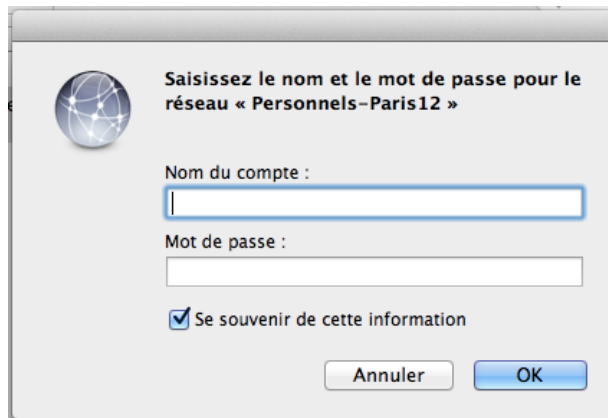 Saisissez le nom et le mot de passe pour le
réseau « Personnels-Paris12 »
Nom du compte :
Mot de passe :
Se souvenir de cette information
Annuler
OK